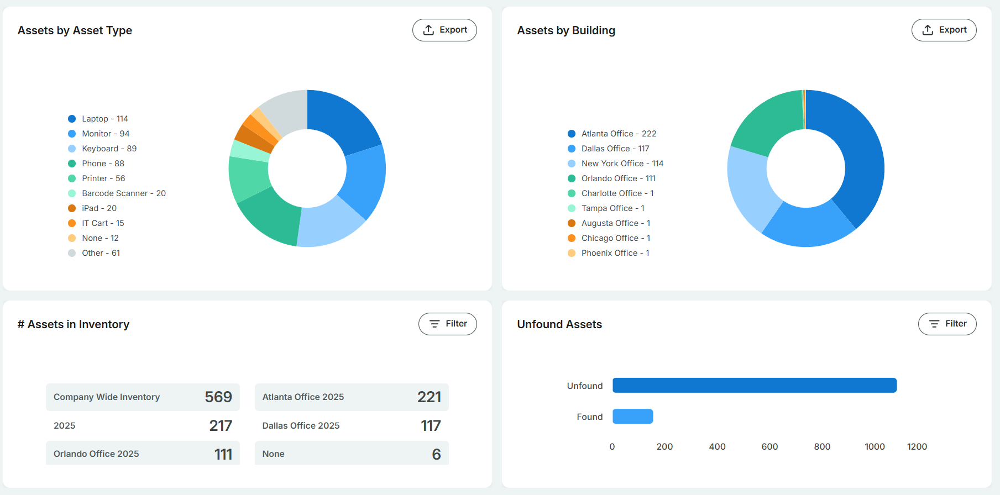 Assets by Asset Type
Export
Laptop - 114
Monitor - 94
Keyboard - 89
Phone - 88
Printer - 56
Barcode Scanner - 20
iPad - 20
IT Cart - 15
None - 12
Other - 61
Assets by Building
Export
Atlanta Office - 222
Dallas Office - 117
New York Office - 114
Orlando Office - 111
Charlotte Office - 1
Tampa Office - 1
Augusta Office - 1
Chicago Office - 1
Phoenix Office - 1
# Assets in Inventory
Filter
Company Wide Inventory 569
Atlanta Office 2025 221
2025 217
Dallas Office 2025 117
Orlando Office 2025 111
None 6
Unfound Assets
Filter
Unfound
Found
0 200 400 600 800 1000 1200